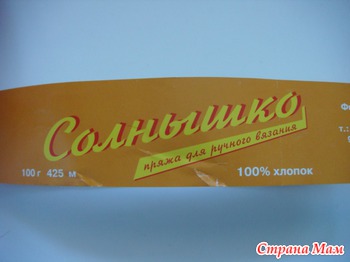 Солнышко
пряжа для ручного вязания
100 г 425 м
100% хлопок
Страна Мам